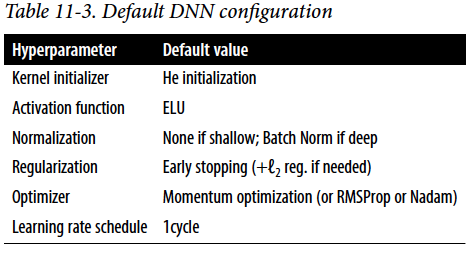 Table 11-3. Default DNN configuration
Hyperparameter Default value
Kernel initializer He initialization
Activation function ELU
Normalization None if shallow; Batch Norm if deep
Regularization Early stopping (+ℓ₂ reg. if needed)
Optimizer Momentum optimization (or RMSProp or Nadam)
Learning rate schedule 1cycle